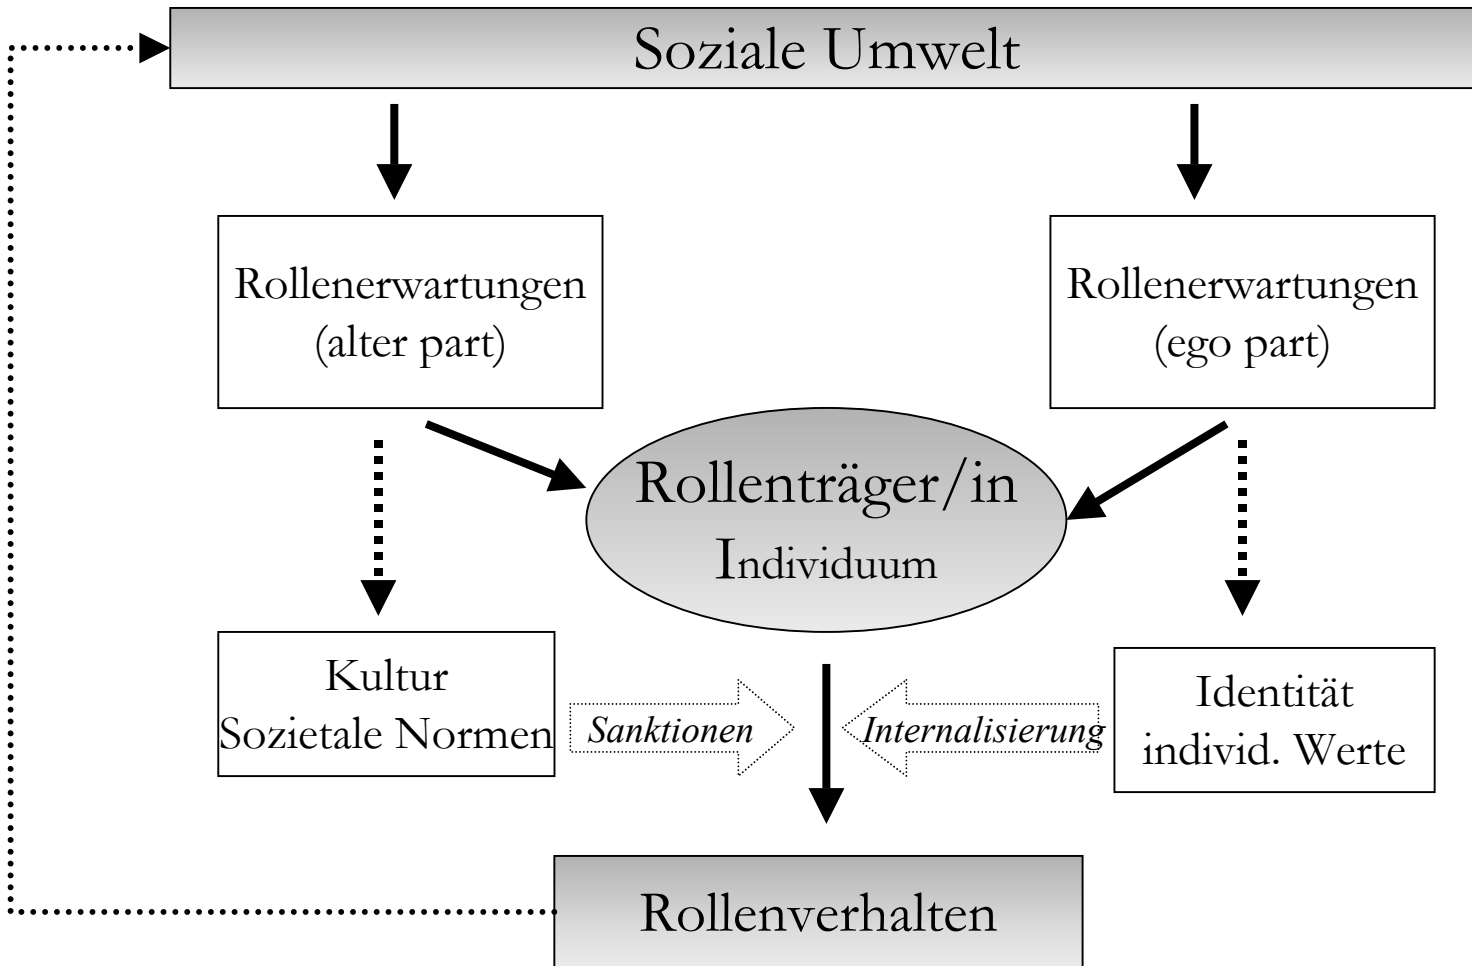 Soziale Umwelt
Rollenerwartungen
(alter part)
Rollenerwartungen
(ego part)
Rollenträger/in
Individuum
Kultur
Sozietale Normen
Sanktionen
Internalisierung
Identität
individ. Werte
Rollenverhalten